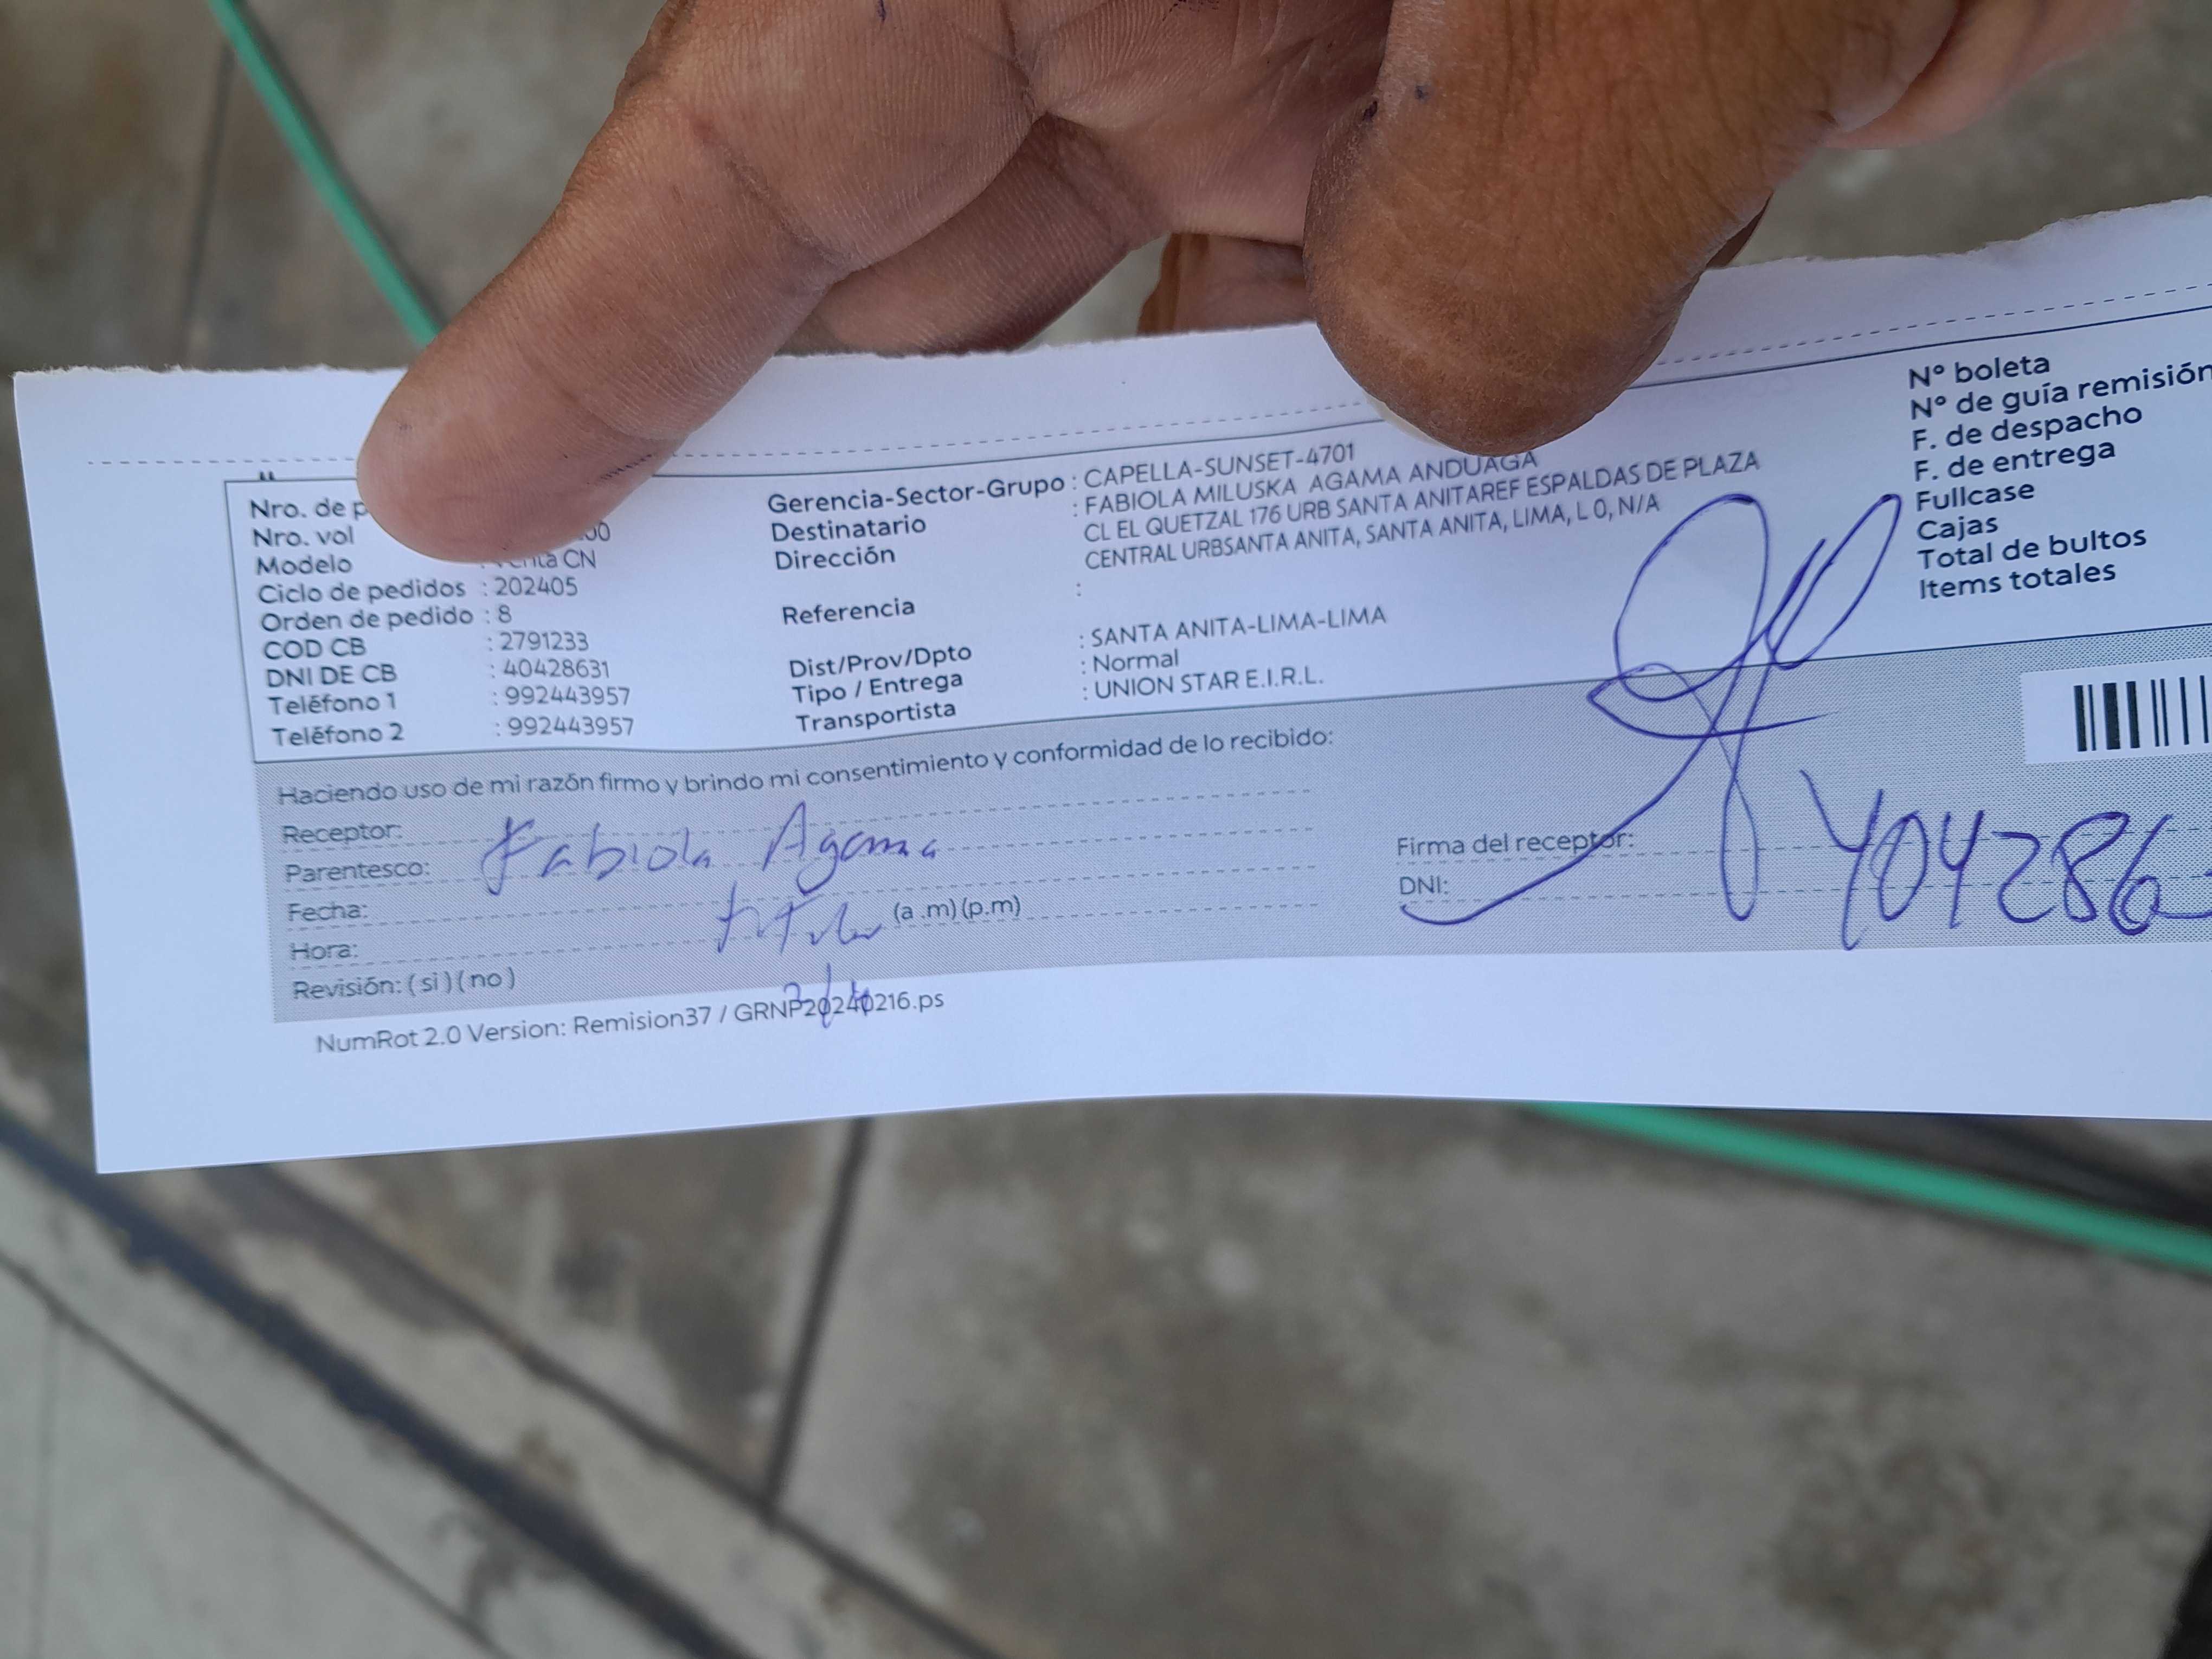 Nro. de p
Nro. vol 00
Modelo CN
Ciclo de pedidos : 202405
Orden de pedido : 8
COD CB : 2791233
DNI DE CB : 40428631
Teléfono 1 : 992443957
Teléfono 2 : 992443957
Gerencia-Sector-Grupo : CAPELLA-SUNSET-4701
Destinatario : FABIOLA MILUSKA AGAMA ANDUAGA
Dirección CL EL QUETZAL 176 URB SANTA ANITAREF ESPALDAS DE PLAZA
CENTRAL URBSANTA ANITA, SANTA ANITA, LIMA, L 0, N/A
Referencia :
Dist/Prov/Dpto : SANTA ANITA-LIMA-LIMA
Tipo / Entrega : Normal
Transportista : UNION STAR E.I.R.L.
N° boleta
N° de guía remisión
F. de despacho
F. de entrega
Fullcase
Cajas
Total de bultos
Items totales
Haciendo uso de mi razón firmo y brindo mi consentimiento y conformidad de lo recibido:
Receptor: Fabiola Agama
Parentesco:
Fecha:
Hora: (a .m) (p.m)
Revisión: ( si ) ( no )
Firma del receptor:
DNI: 404286
NumRot 2.0 Version: Remision37 / GRNP20240216.ps